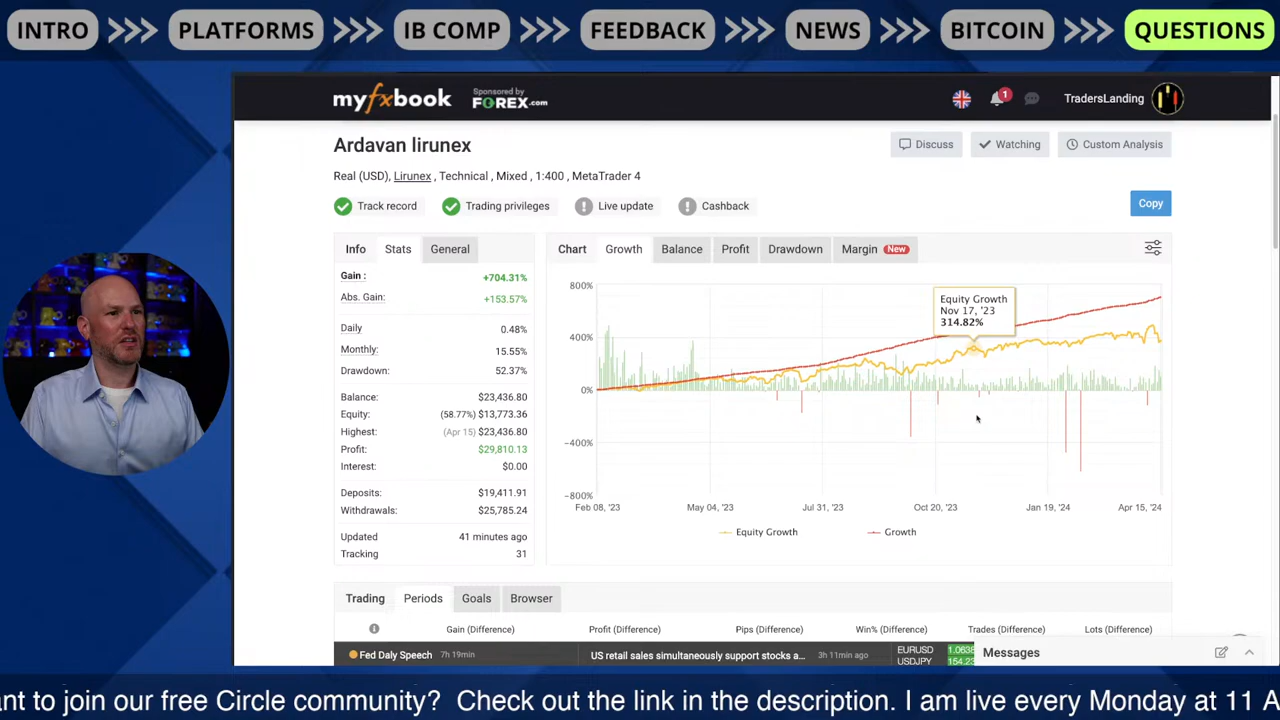 INTRO >>> PLATFORMS >>> IB COMP >>> FEEDBACK >>> NEWS >>> BITCOIN >>> QUESTIONS
myfxbook Sponsored by FOREX.com 1 TradersLanding
Ardavan lirunex Discuss Watching Custom Analysis
Real (USD), Lirunex , Technical , Mixed , 1:400 , MetaTrader 4
Track record Trading privileges Live update Cashback Copy
Info Stats General Chart Growth Balance Profit Drawdown Margin New
Gain : +704.31%
Abs. Gain: +153.57%
Daily 0.48%
Monthly: 15.55%
Drawdown: 52.37%
Balance: $23,436.80
Equity: (58.77%) $13,773.36
Highest: (Apr 15) $23,436.80
Profit: $29,810.13
Interest: $0.00
Deposits: $19,411.91
Withdrawals: $25,785.24
Updated 41 minutes ago
Tracking 31
800%
400%
0%
-400%
-800%
Equity Growth
Nov 17, '23
314.82%
Feb 08, '23 May 04, '23 Jul 31, '23 Oct 20, '23 Jan 19, '24 Apr 15, '24
Equity Growth Growth
Trading Periods Goals Browser
Gain (Difference) Profit (Difference) Pips (Difference) Win% (Difference) Trades (Difference) Lots (Difference)
Fed Daly Speech 7h 19min US retail sales simultaneously support stocks a... 3h 11min ago EURUSD 1.0638
USDJPY 154.23
Messages
nt to join our free Circle community? Check out the link in the description. I am live every Monday at 11 A